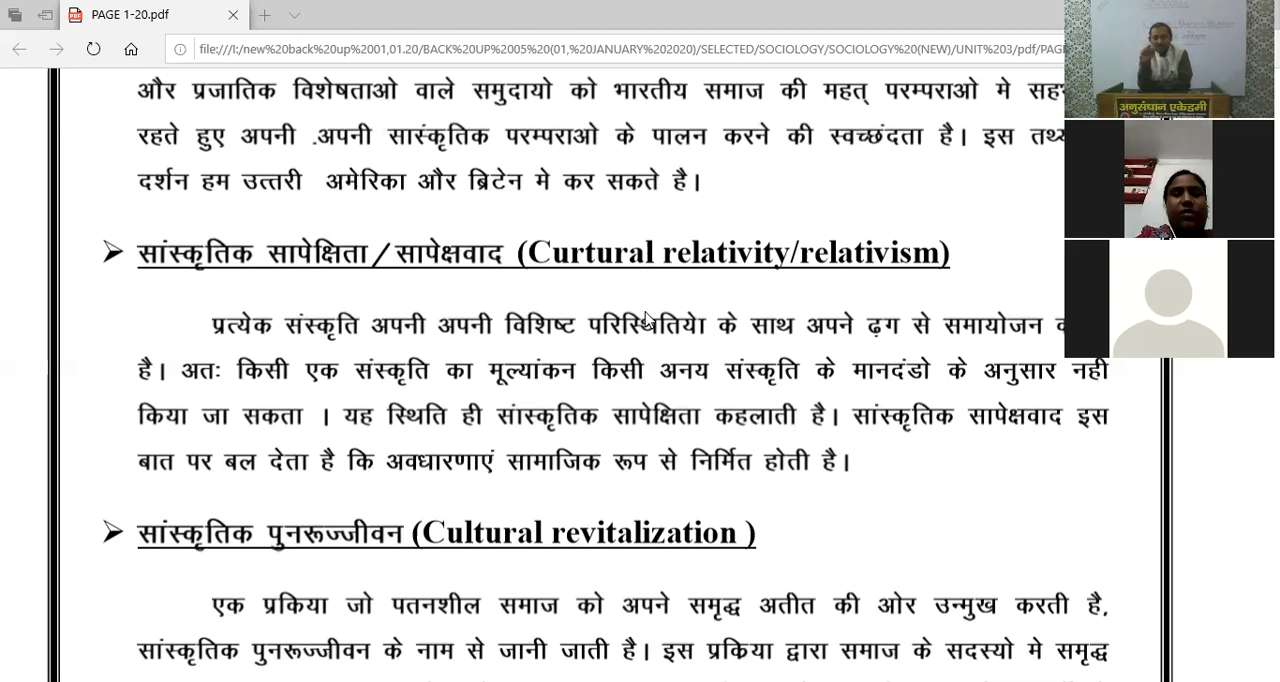 PAGE 1-20.pdf
file:///I:/new%20back%20up%2001,01.20/BACK%20UP%2005%20(01,%20JANUARY%202020)/SELECTED/SOCIOLOGY/SOCIOLOGY%20(NEW)/UNIT%203/pdf/PAG
और प्रजातिक विशेषताओ वाले समुदायो को भारतीय समाज की महत् परम्पराओ मे
रहते हुए अपनी .अपनी सारंकृतिक परम्पराओ के पालन करने की स्वच्छंदता है। इस
दर्शन हम उत्तरी अमेरिका और ब्रिटेन मे कर सकते है।
सांस्कृतिक सापेक्षिता/सापेक्षवाद (Curtural relativity/relativism)
प्रत्येक संस्कृति अपनी अपनी विशिष्ट परिस्थितियेा के साथ अपने ढ़ग से समायोजन
है। अतः किसी एक संस्कृति का मूल्यांकन किसी अनय संस्कृति के मानदंडो के अनुसार नही
किया जा सकता । यह स्थिति ही सांस्कृतिक सापेक्षिता कहलाती है। सांस्कृतिक सापेक्षवाद इस
बात पर बल देता है कि अवधारणाएं सामाजिक रूप से निर्मित होती है।
सांस्कृतिक पुनरूज्जीवन (Cultural revitalization )
एक प्रकिया जो पतनशील समाज को अपने समृद्ध अतीत की ओर उन्मुख करती है,
सांस्कृतिक पुनरूज्जीवन के नाम से जानी जाती है। इस प्रकिया द्वारा समाज के सदस्यो मे समृद्ध
अनुसंधान एकेडमी